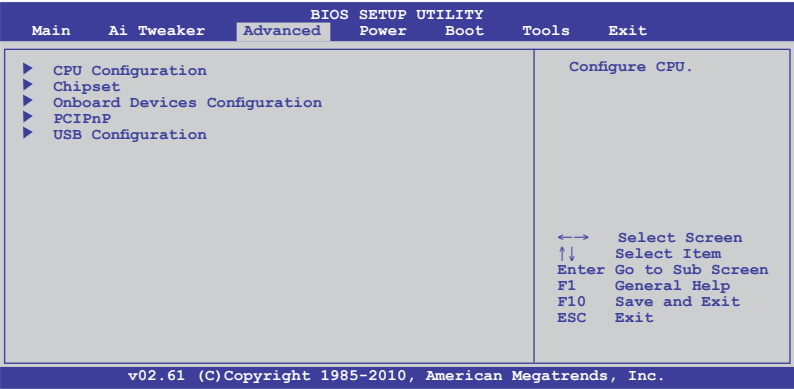 BIOS SETUP UTILITY
Main Ai Tweaker Advanced Power Boot Tools Exit
CPU Configuration
Chipset
Onboard Devices Configuration
PCIPnP
USB Configuration
Configure CPU.
←→ Select Screen
↑↓ Select Item
Enter Go to Sub Screen
F1 General Help
F10 Save and Exit
ESC Exit
v02.61 (C)Copyright 1985-2010, American Megatrends, Inc.